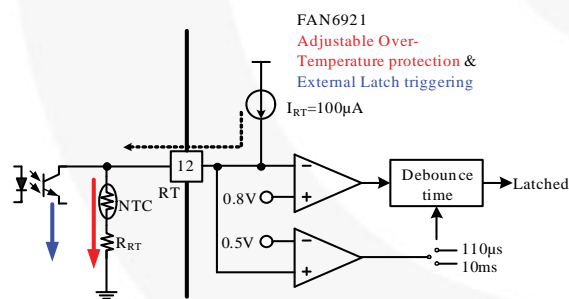 FAN6921
Adjustable Over-
Temperature protection &
External Latch triggering
I_RT=100µA
12
RT
NTC
R_RT
0.8V
0.5V
−
+
−
+
Debounce
time
Latched
110µs
10ms